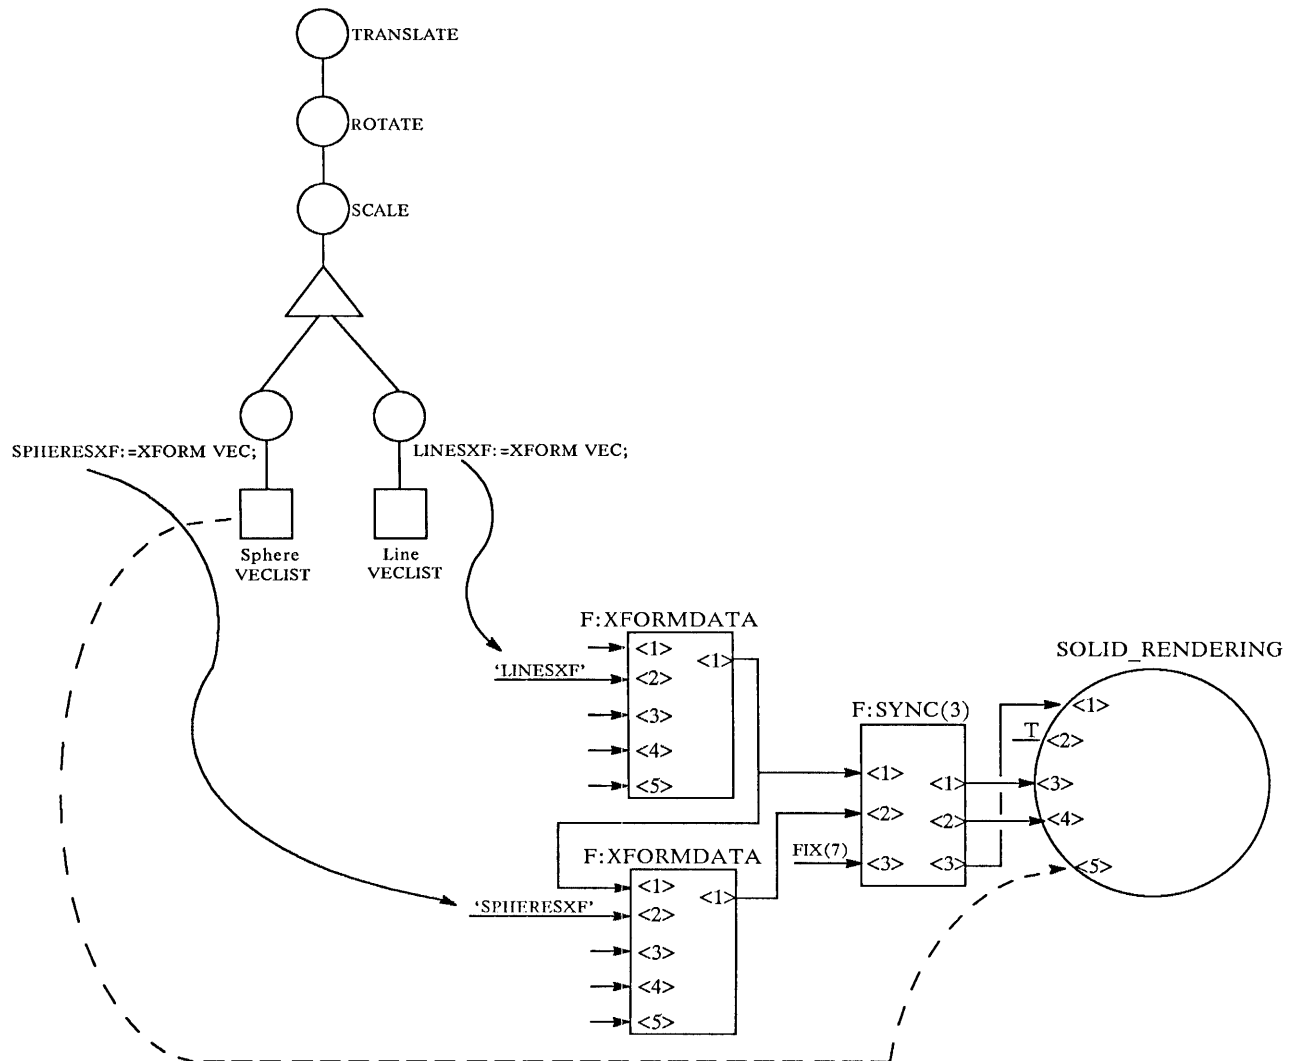 TRANSLATE
ROTATE
SCALE
SPHERESXF:=XFORM VEC;
LINESXF:=XFORM VEC;
Sphere
VECLIST
Line
VECLIST
F:XFORMDATA
<1>
<1>
'LINESXF'
<2>
<3>
<4>
<5>
SOLID_RENDERING
<1>
T
<2>
<3>
<4>
<5>
F:SYNC(3)
<1>
<1>
<2>
<2>
FIX(7)
<3>
<3>
F:XFORMDATA
<1>
<1>
'SPHERESXF'
<2>
<3>
<4>
<5>